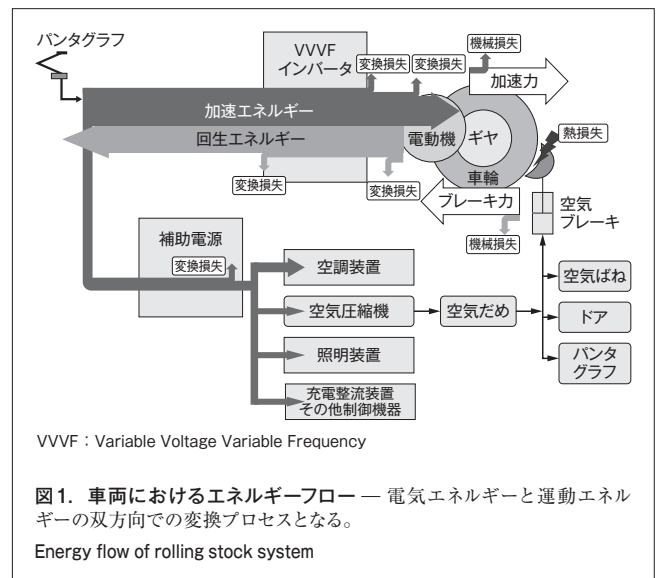 パンタグラフ
VVVF
インバータ
変換損失
変換損失
機械損失
加速力
加速エネルギー
回生エネルギー
電動機
ギヤ
熱損失
車輪
変換損失
変換損失
ブレーキ力
機械損失
空気
ブレーキ
補助電源
変換損失
空調装置
空気圧縮機
空気だめ
照明装置
充電整流装置
その他制御機器
空気ばね
ドア
パンタ
グラフ
VVVF：Variable Voltage Variable Frequency
図1. 車両におけるエネルギーフロー — 電気エネルギーと運動エネル
ギーの双方向での変換プロセスとなる。
Energy flow of rolling stock system